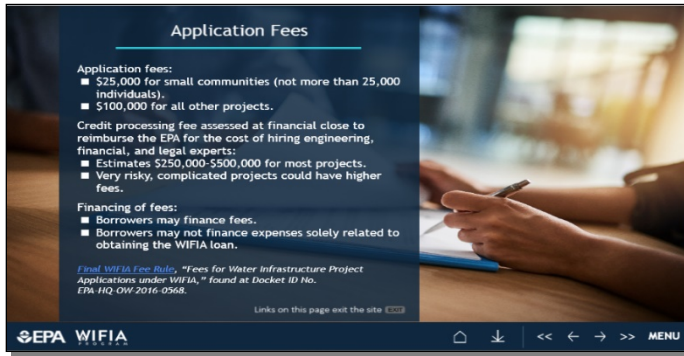 Application Fees
Application fees:
■ $25,000 for small communities (not more than 25,000
individuals).
■ $100,000 for all other projects.
Credit processing fee assessed at financial close to
reimburse the EPA for the cost of hiring engineering,
financial, and legal experts:
■ Estimates $250,000-$500,000 for most projects.
■ Very risky, complicated projects could have higher
fees.
Financing of fees:
■ Borrowers may finance fees.
■ Borrowers may not finance expenses solely related to
obtaining the WIFIA loan.
Final WIFIA Fee Rule, “Fees for Water Infrastructure Project
Applications under WIFIA,” found at Docket ID No.
EPA-HQ-OW-2016-0568.
Links on this page exit the site EXIT
EPA WIFIA
PROGRAM
<< ← → >> MENU